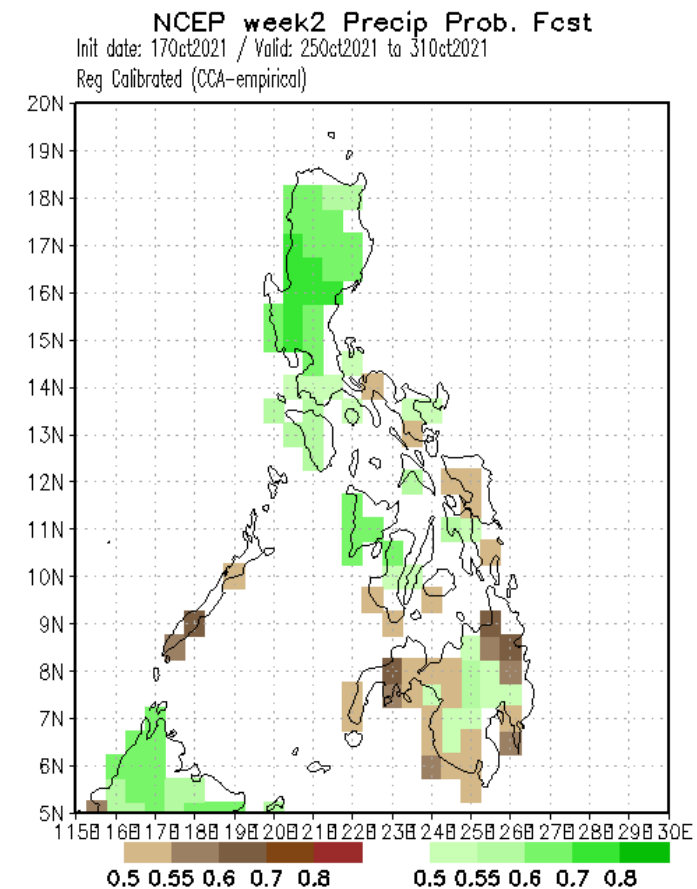 NCEP week2 Precip Prob. Fcst
Init date: 17Oct2021 / Valid: 25Oct2021 to 31Oct2021
Reg Calibrated (CCA-empirical)
20N
19N
18N
17N
16N
15N
14N
13N
12N
11N
10N
9N
8N
7N
6N
5N
115E 116E 117E 118E 119E 120E 121E 122E 123E 124E 125E 126E 127E 128E 129E 130E
0.5 0.55 0.6 0.7 0.8 0.5 0.55 0.6 0.7 0.8